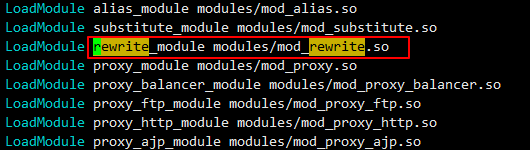 LoadModule alias_module modules/mod_alias.so
LoadModule substitute_module modules/mod_substitute.so
LoadModule rewrite_module modules/mod_rewrite.so
LoadModule proxy_module modules/mod_proxy.so
LoadModule proxy_balancer_module modules/mod_proxy_balancer.so
LoadModule proxy_ftp_module modules/mod_proxy_ftp.so
LoadModule proxy_http_module modules/mod_proxy_http.so
LoadModule proxy_ajp_module modules/mod_proxy_ajp.so